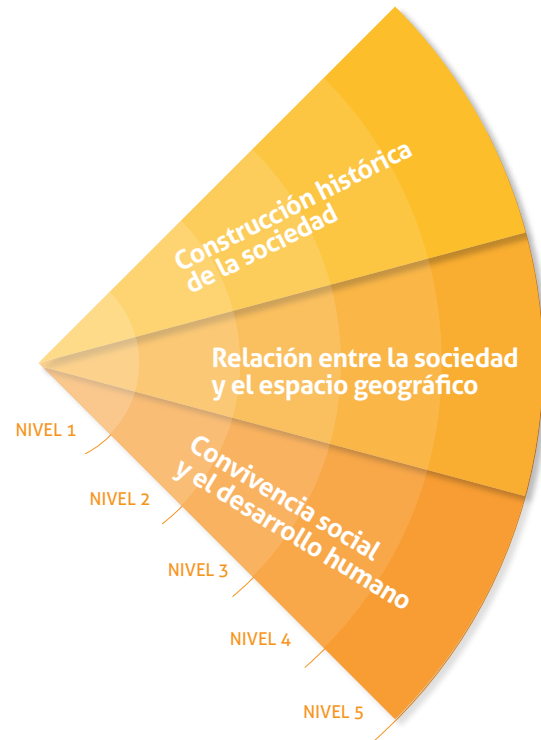 Construcción histórica
de la sociedad
Relación entre la sociedad
y el espacio geográfico
Convivencia social
y el desarrollo humano
NIVEL 1
NIVEL 2
NIVEL 3
NIVEL 4
NIVEL 5